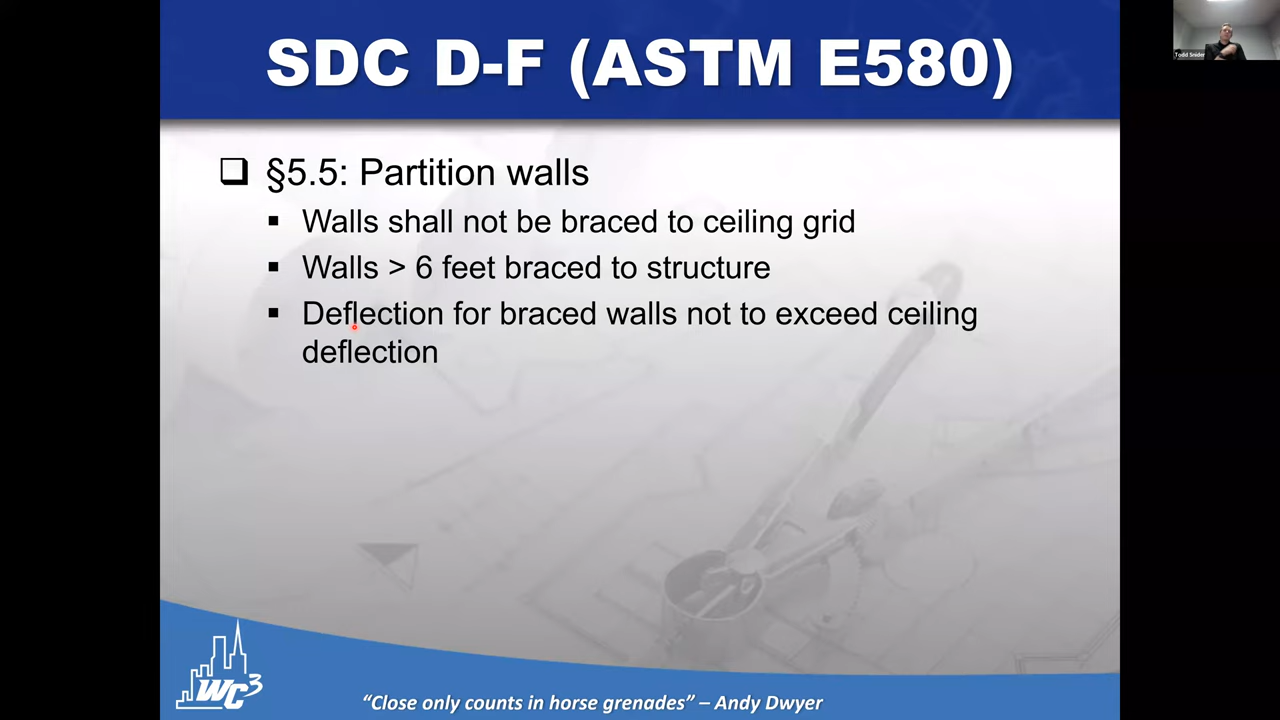 SDC D-F (ASTM E580)
Todd Snider
❑ §5.5: Partition walls
▪ Walls shall not be braced to ceiling grid
▪ Walls > 6 feet braced to structure
▪ Deflection for braced walls not to exceed ceiling
deflection
WC3
“Close only counts in horse grenades” – Andy Dwyer